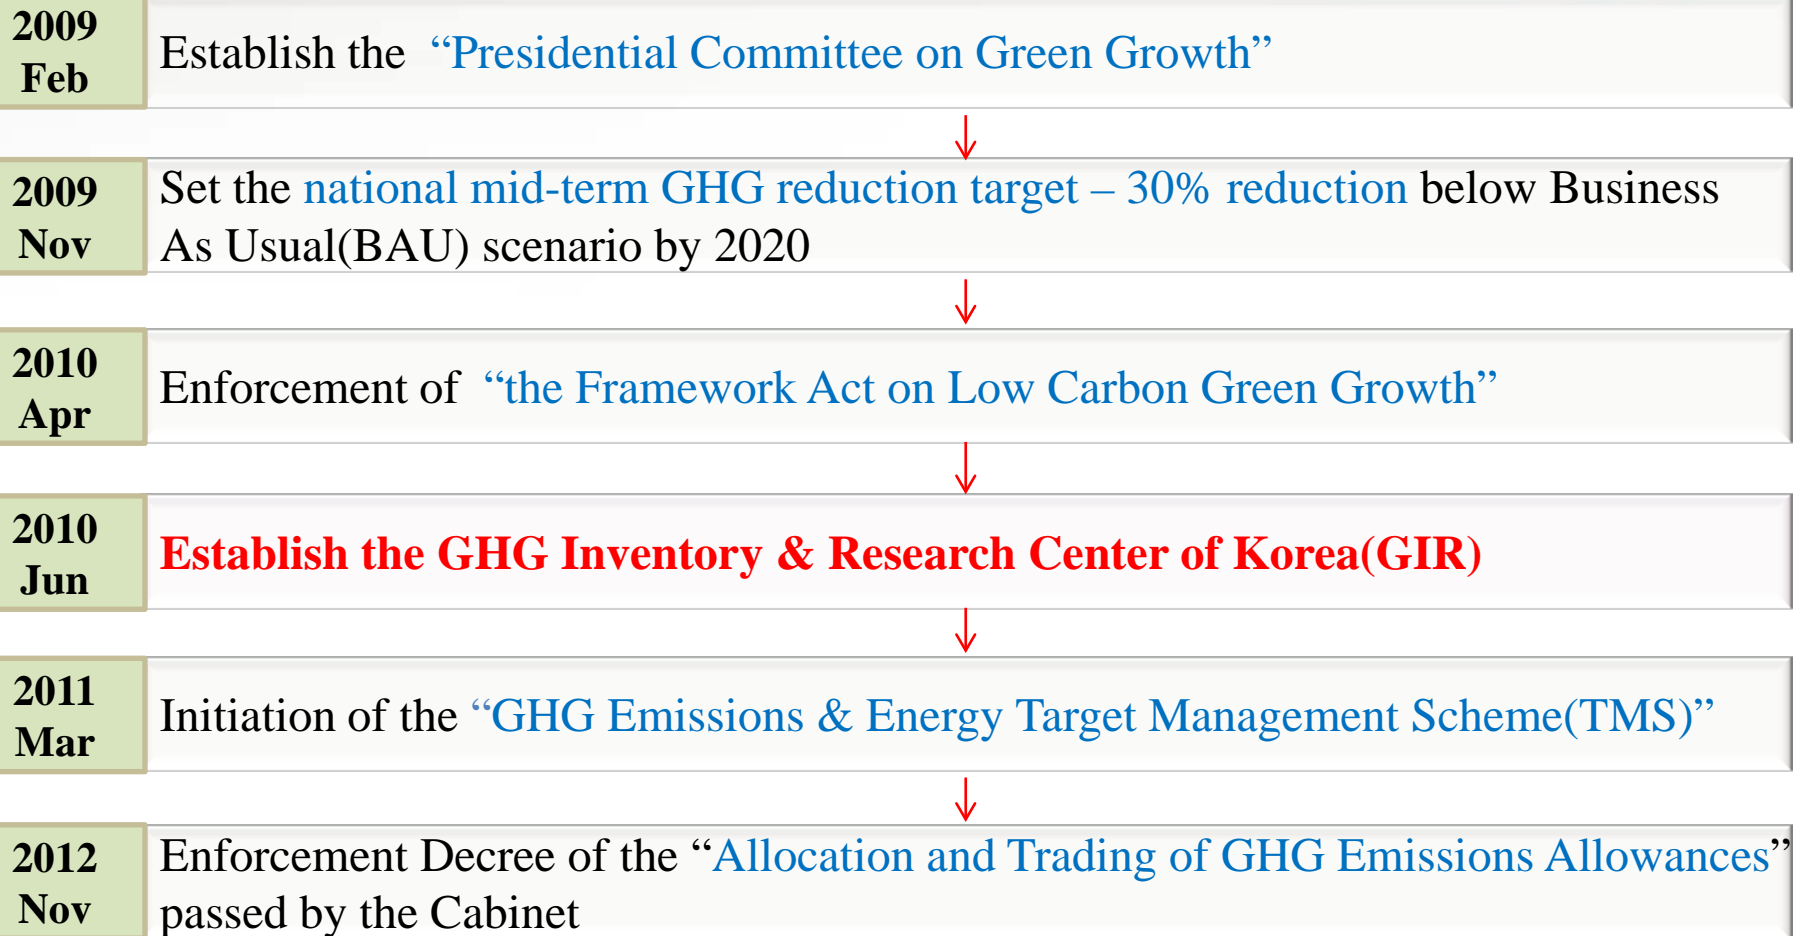 2009
Feb
Establish the “Presidential Committee on Green Growth”
2009
Nov
Set the national mid-term GHG reduction target – 30% reduction below Business
As Usual(BAU) scenario by 2020
2010
Apr
Enforcement of “the Framework Act on Low Carbon Green Growth”
2010
Jun
Establish the GHG Inventory & Research Center of Korea(GIR)
2011
Mar
Initiation of the “GHG Emissions & Energy Target Management Scheme(TMS)”
2012
Nov
Enforcement Decree of the “Allocation and Trading of GHG Emissions Allowances”
passed by the Cabinet